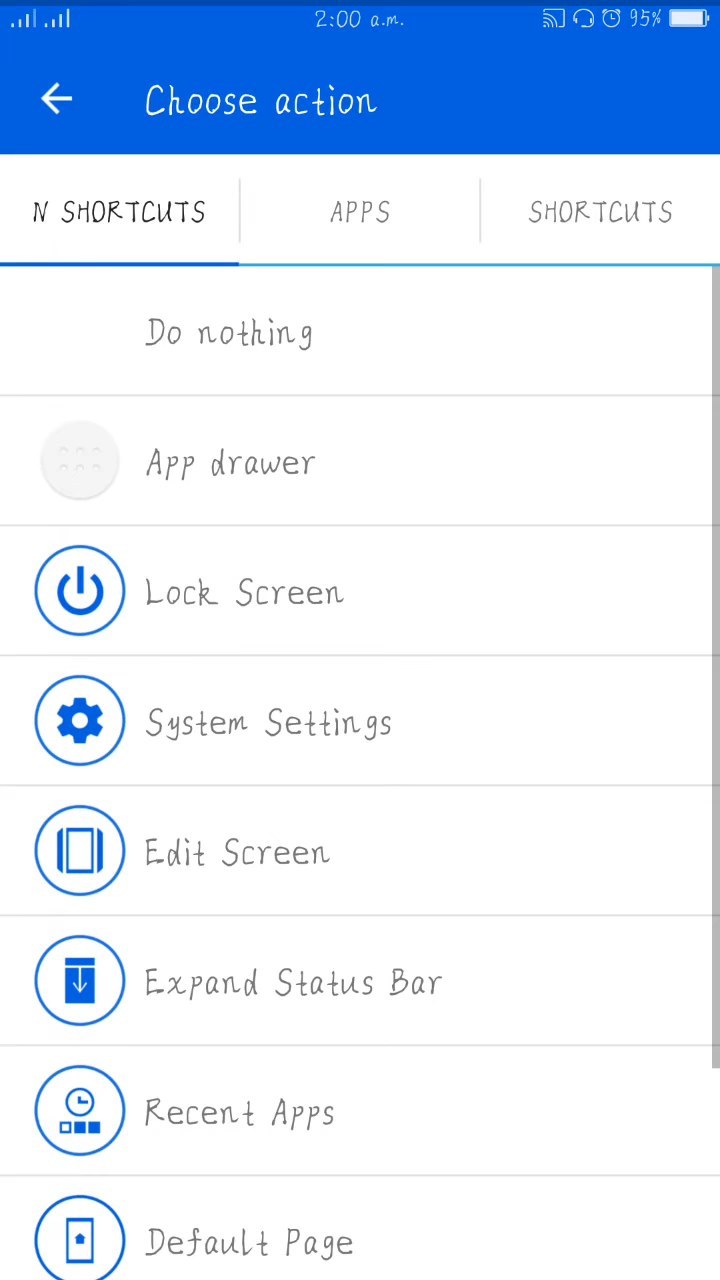 2:00 a.m. 95%
Choose action
N SHORTCUTS APPS SHORTCUTS
Do nothing
App drawer
Lock Screen
System Settings
Edit Screen
Expand Status Bar
Recent Apps
Default Page